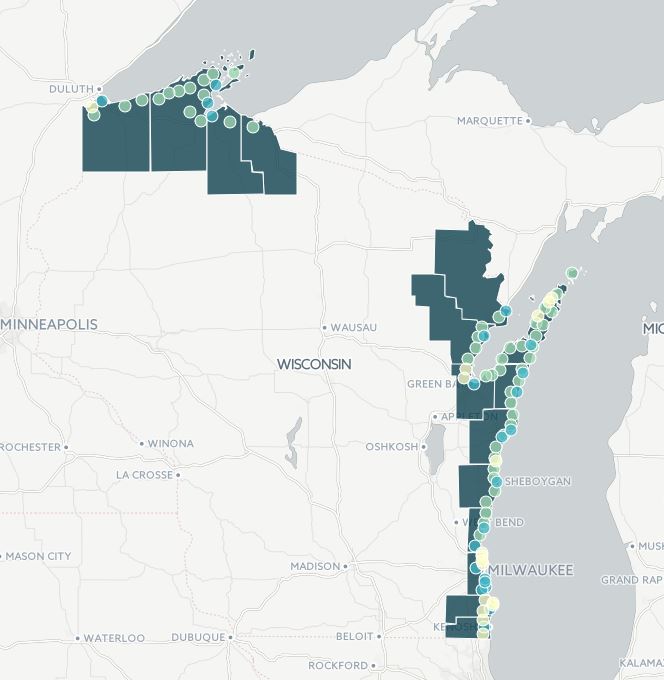 DULUTH
MARQUETTE
MINNEAPOLIS
WAUSAU
MIC
WISCONSIN
GREEN BA
APPLETON
ROCHESTER
WINONA
OSHKOSH
LA CROSSE
SHEBOYGAN
WEST BEND
MASON CITY
MUSK
MADISON
MILWAUKEE
GRAND RAP
KENOSHA
WATERLOO
DUBUQUE
BELOIT
ROCKFORD
KALAMAZ